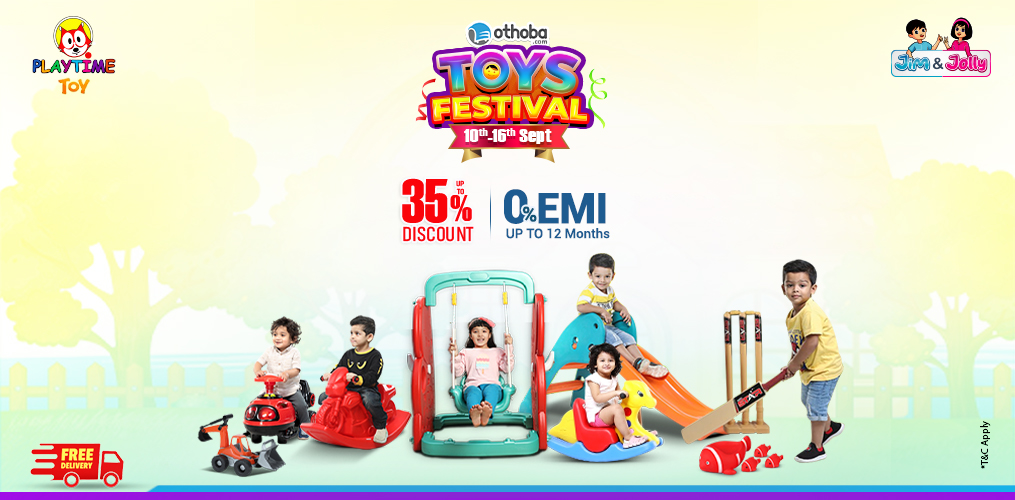 PLAYTIME
TOY
othoba
.com
TOYS
FESTIVAL
10th-16th Sept
Jim & Jolly
35% UP TO
DISCOUNT
0% EMI
UP TO 12 Months
FREE
DELIVERY
*T&C Apply